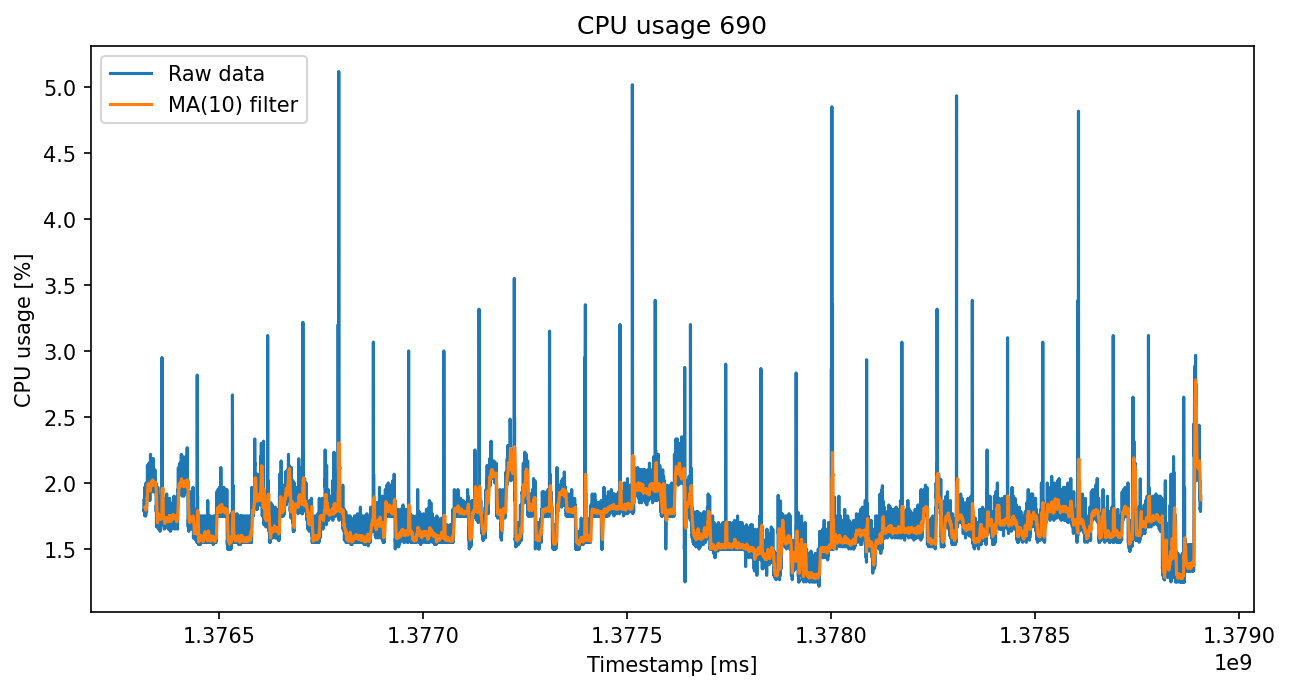 CPU usage 690
Raw data
MA(10) filter
CPU usage [%]
5.0
4.5
4.0
3.5
3.0
2.5
2.0
1.5
1.3765 1.3770 1.3775 1.3780 1.3785 1.3790
1e9
Timestamp [ms]